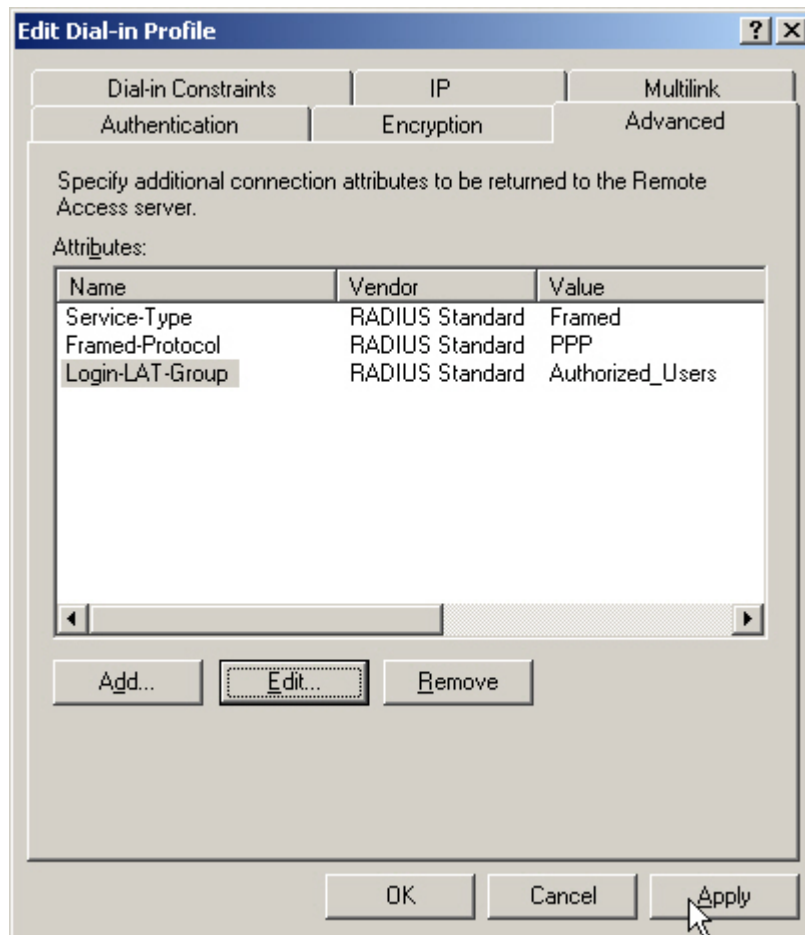 Edit Dial-in Profile
Dial-in Constraints IP Multilink
Authentication Encryption Advanced
Specify additional connection attributes to be returned to the Remote
Access server.
Attributes:
Name Vendor Value
Service-Type RADIUS Standard Framed
Framed-Protocol RADIUS Standard PPP
Login-LAT-Group RADIUS Standard Authorized_Users
Add... Edit... Remove
OK Cancel Apply